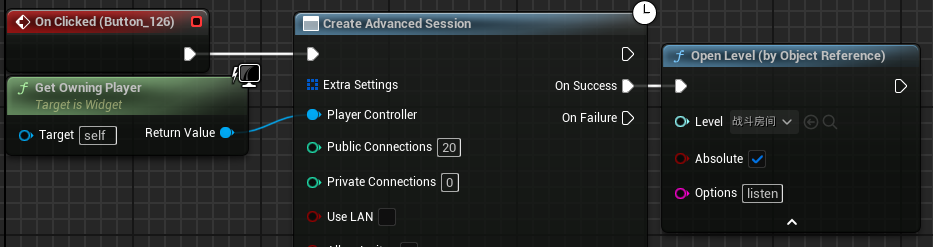 On Clicked (Button_126)
Create Advanced Session
Open Level (by Object Reference)
Get Owning Player
Target is Widget
Target self
Return Value
Extra Settings
On Success
Player Controller
On Failure
Public Connections 20
Private Connections 0
Use LAN
Level 战斗房间
Absolute
Options listen